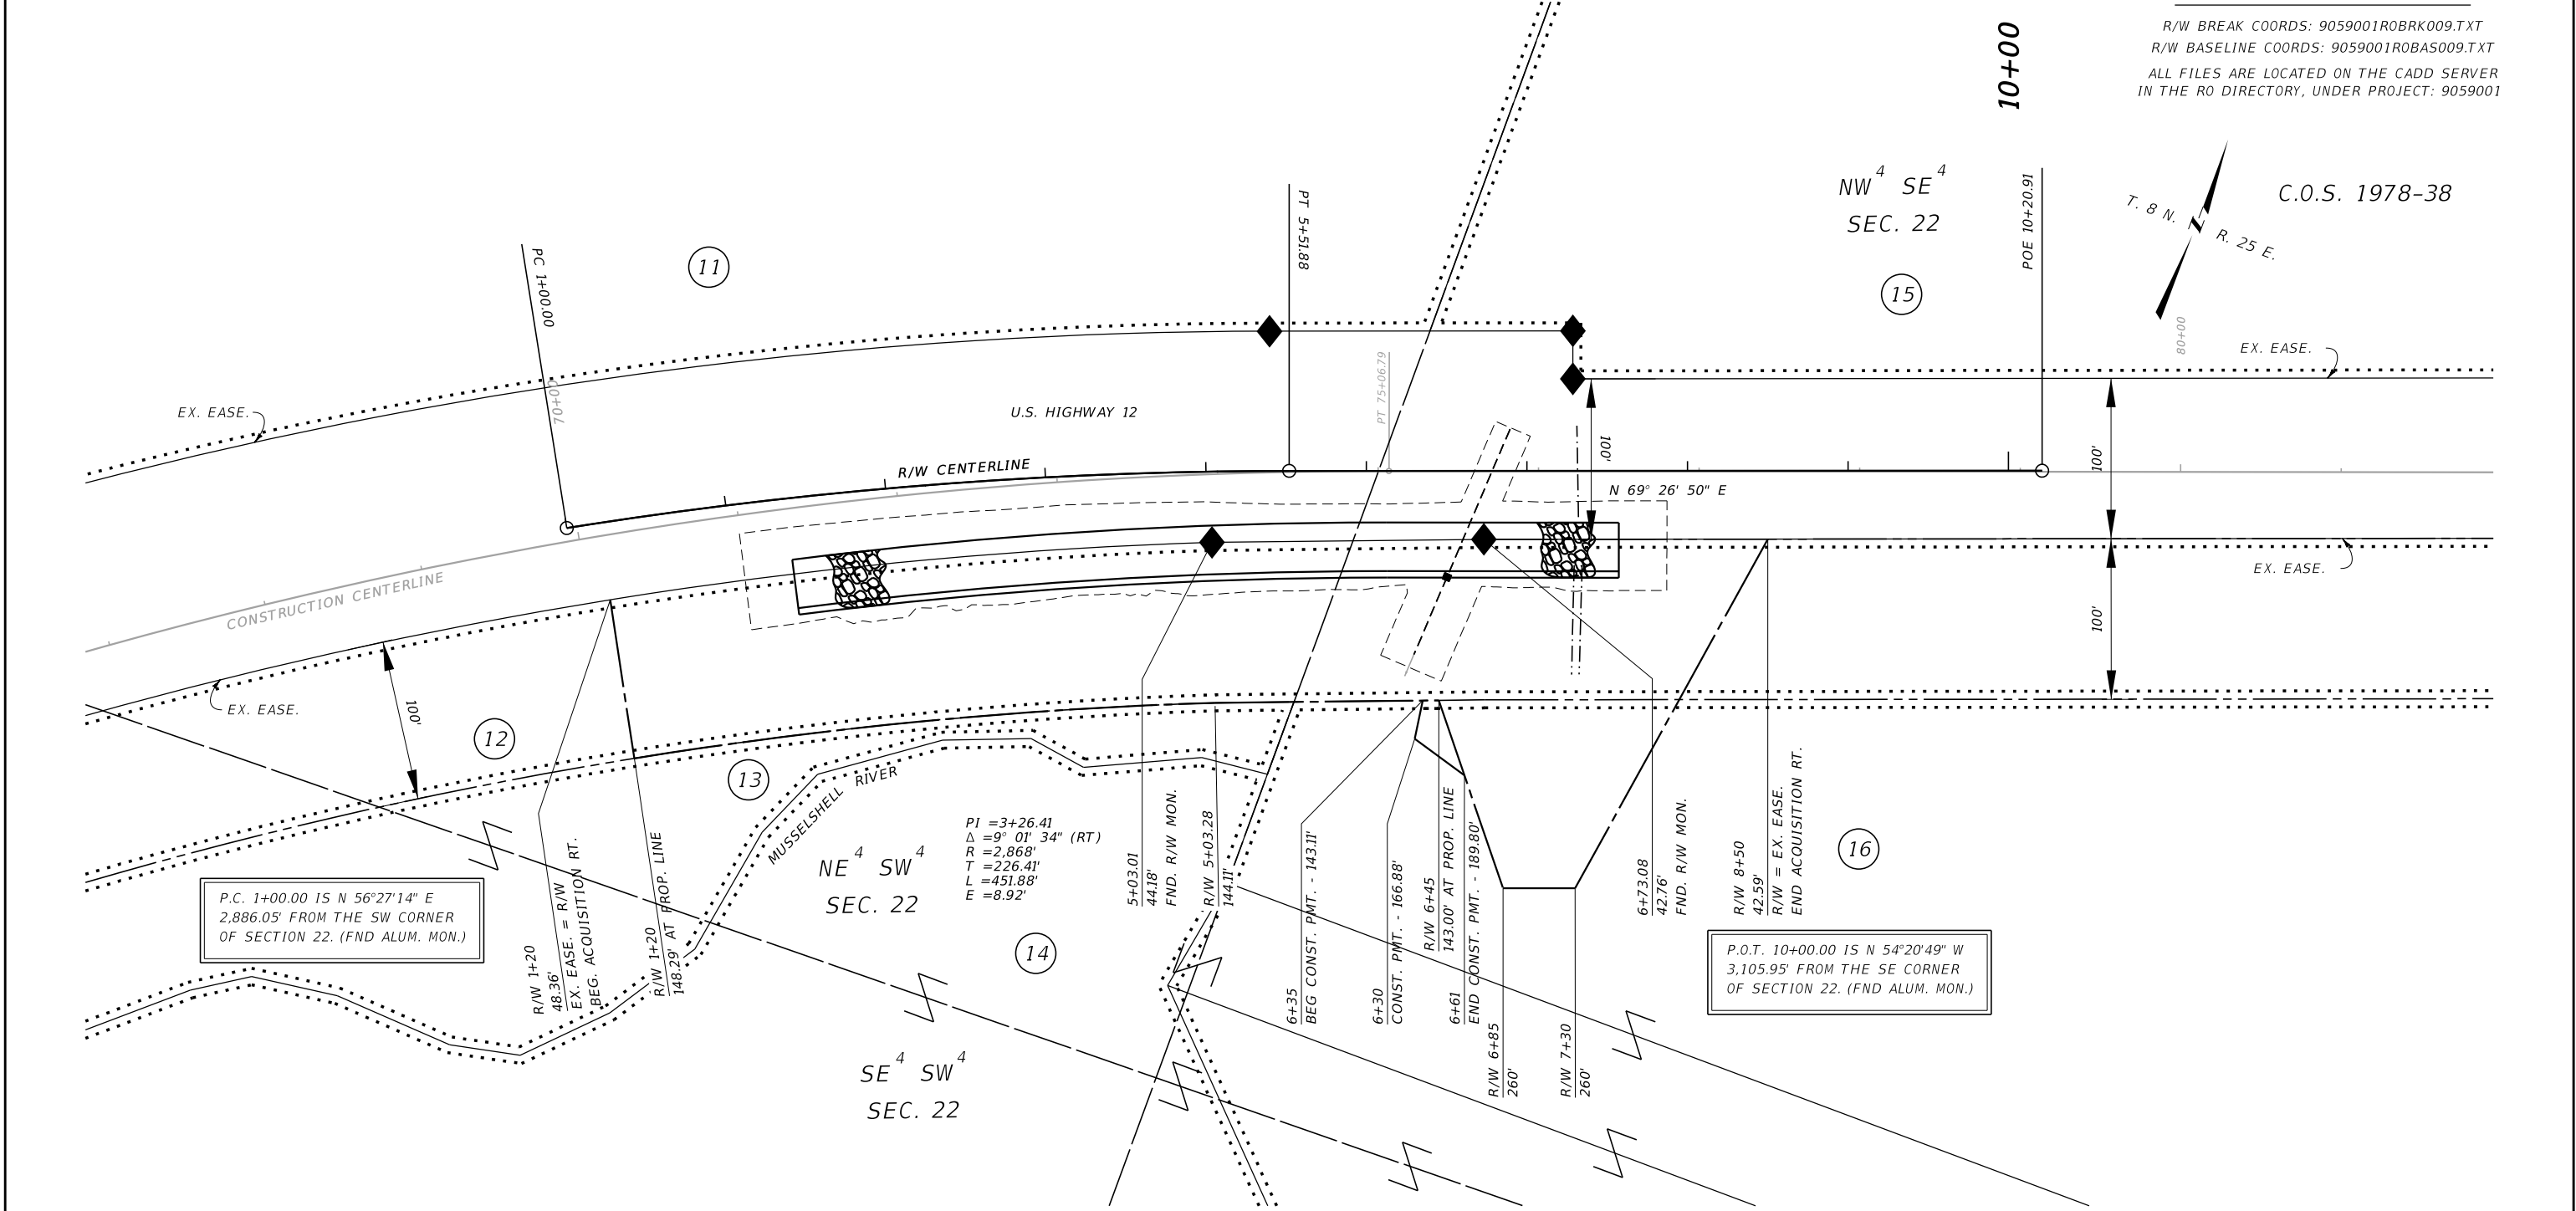 R/W BREAK COORDS: 9059001ROBRK009.TXT
R/W BASELINE COORDS: 9059001ROBAS009.TXT
ALL FILES ARE LOCATED ON THE CADD SERVER
IN THE RO DIRECTORY, UNDER PROJECT: 9059001
10+00
NW 4 SE 4
SEC. 22
15
POE 10+20.91
C.O.S. 1978-38
T. 8 N.
R. 25 E.
80+00
EX. EASE.
PC 1+00.00
70+00
11
PT 5+51.88
PT 75+06.79
EX. EASE.
U.S. HIGHWAY 12
R/W CENTERLINE
100'
N 69° 26' 50" E
100'
EX. EASE.
100'
CONSTRUCTION CENTERLINE
EX. EASE.
100'
12
13
MUSSELSHELL RIVER
PI =3+26.41
Δ =9° 01' 34" (RT)
R =2,868'
T =226.41'
L =451.88'
E =8.92'
NE 4 SW 4
SEC. 22
14
SE 4 SW 4
SEC. 22
P.C. 1+00.00 IS N 56°27'14" E
2,886.05' FROM THE SW CORNER
OF SECTION 22. (FND ALUM. MON.)
R/W 1+20
48.36'
EX. EASE. = R/W
BEG. ACQUISITION RT.
R/W 1+20
148.29' AT PROP. LINE
5+03.01
44.18'
FND. R/W MON.
R/W 5+03.28
144.11'
6+35
BEG CONST. PMT. - 143.11'
6+30
CONST. PMT. - 166.88'
R/W 6+45
143.00' AT PROP. LINE
6+61
END CONST. PMT. - 189.80'
R/W 6+85
260'
R/W 7+30
260'
6+73.08
42.76'
FND. R/W MON.
R/W 8+50
42.59'
R/W = EX. EASE.
END ACQUISITION RT.
16
P.O.T. 10+00.00 IS N 54°20'49" W
3,105.95' FROM THE SE CORNER
OF SECTION 22. (FND ALUM. MON.)